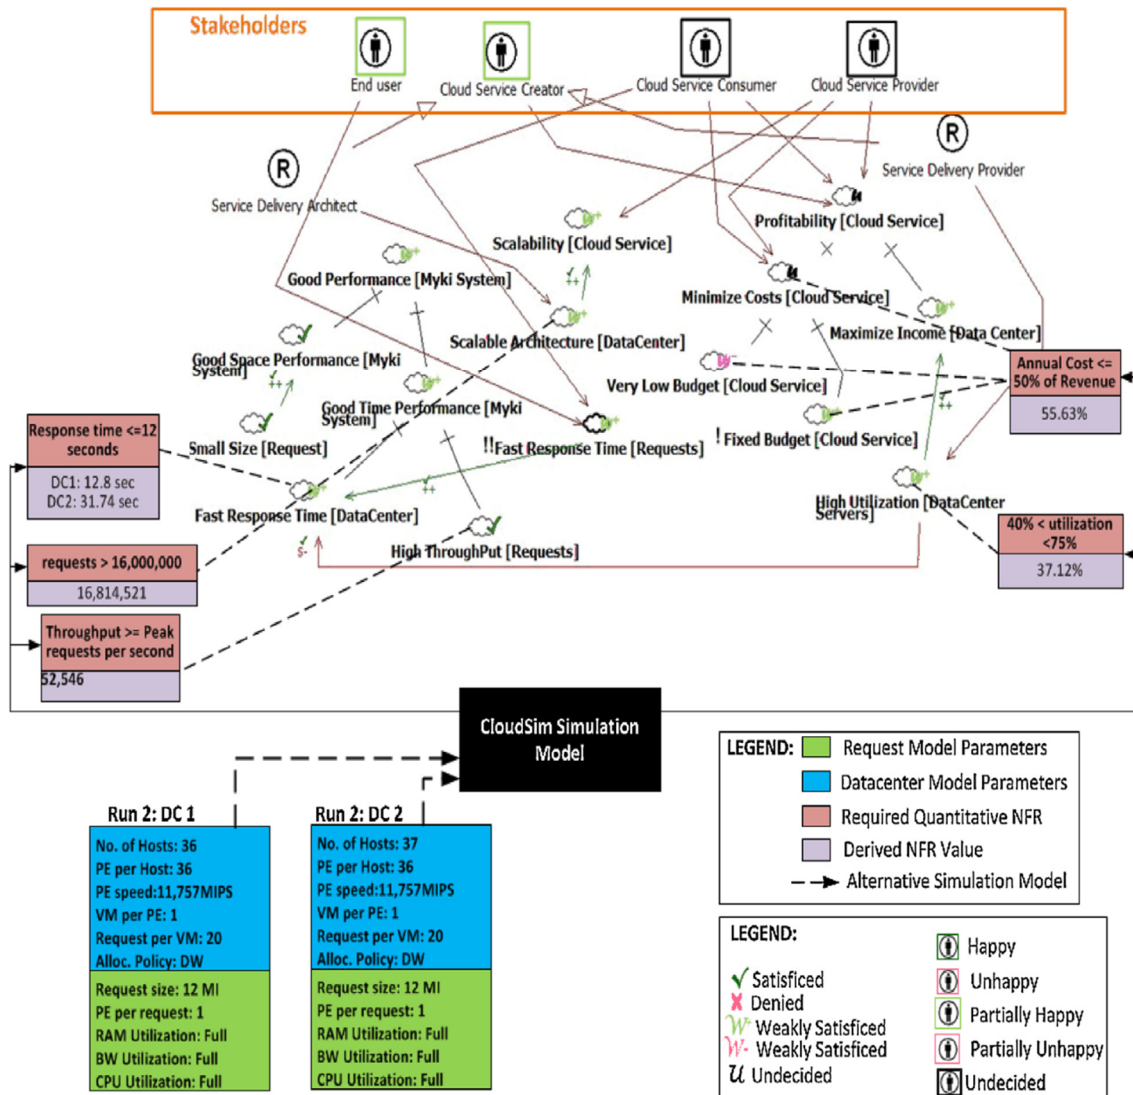 Stakeholders
End user
Cloud Service Creator
Cloud Service Consumer
Cloud Service Provider
R
Service Delivery Architect
R
Service Delivery Provider
Scalability [Cloud Service]
u
Profitability [Cloud Service]
Good Performance [Myki System]
u
Minimize Costs [Cloud Service]
Scalable Architecture [DataCenter]
Maximize Income [Data Center]
Good Space Performance [Myki
System]
Very Low Budget [Cloud Service]
Annual Cost <=
50% of Revenue
55.63%
Good Time Performance [Myki
System]
Small Size [Request]
!!Fast Response Time [Requests]
!Fixed Budget [Cloud Service]
Response time <=12
seconds
DC1: 12.8 sec
DC2: 31.74 sec
Fast Response Time [DataCenter]
High Utilization [DataCenter
Servers]
High ThroughPut [Requests]
40% < utilization
<75%
37.12%
requests > 16,000,000
16,814,521
Throughput >= Peak
requests per second
52,546
CloudSim Simulation
Model
LEGEND:
Request Model Parameters
Datacenter Model Parameters
Required Quantitative NFR
Derived NFR Value
Alternative Simulation Model
Run 2: DC 1
No. of Hosts: 36
PE per Host: 36
PE speed:11,757MIPS
VM per PE: 1
Request per VM: 20
Alloc. Policy: DW
Request size: 12 MI
PE per request: 1
RAM Utilization: Full
BW Utilization: Full
CPU Utilization: Full
Run 2: DC 2
No. of Hosts: 37
PE per Host: 36
PE speed:11,757MIPS
VM per PE: 1
Request per VM: 20
Alloc. Policy: DW
Request size: 12 MI
PE per request: 1
RAM Utilization: Full
BW Utilization: Full
CPU Utilization: Full
LEGEND:
Satisficed
Denied
W+ Weakly Satisficed
W- Weakly Satisficed
u Undecided
Happy
Unhappy
Partially Happy
Partially Unhappy
Undecided